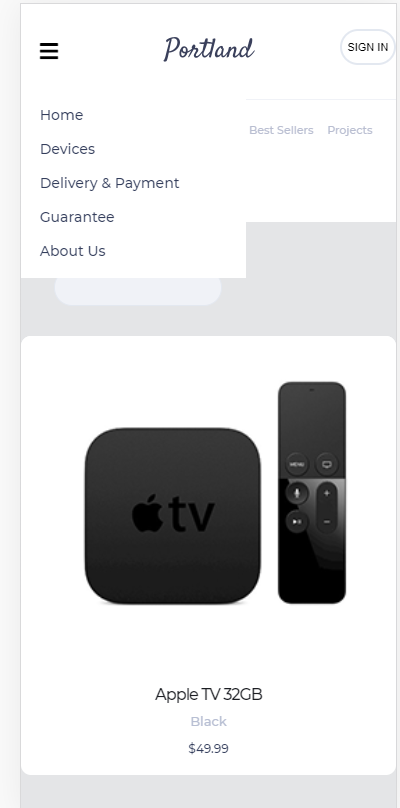 Portland
SIGN IN
Home
Best Sellers Projects
Devices
Delivery & Payment
Guarantee
About Us
tv
MENU
Apple TV 32GB
Black
$49.99